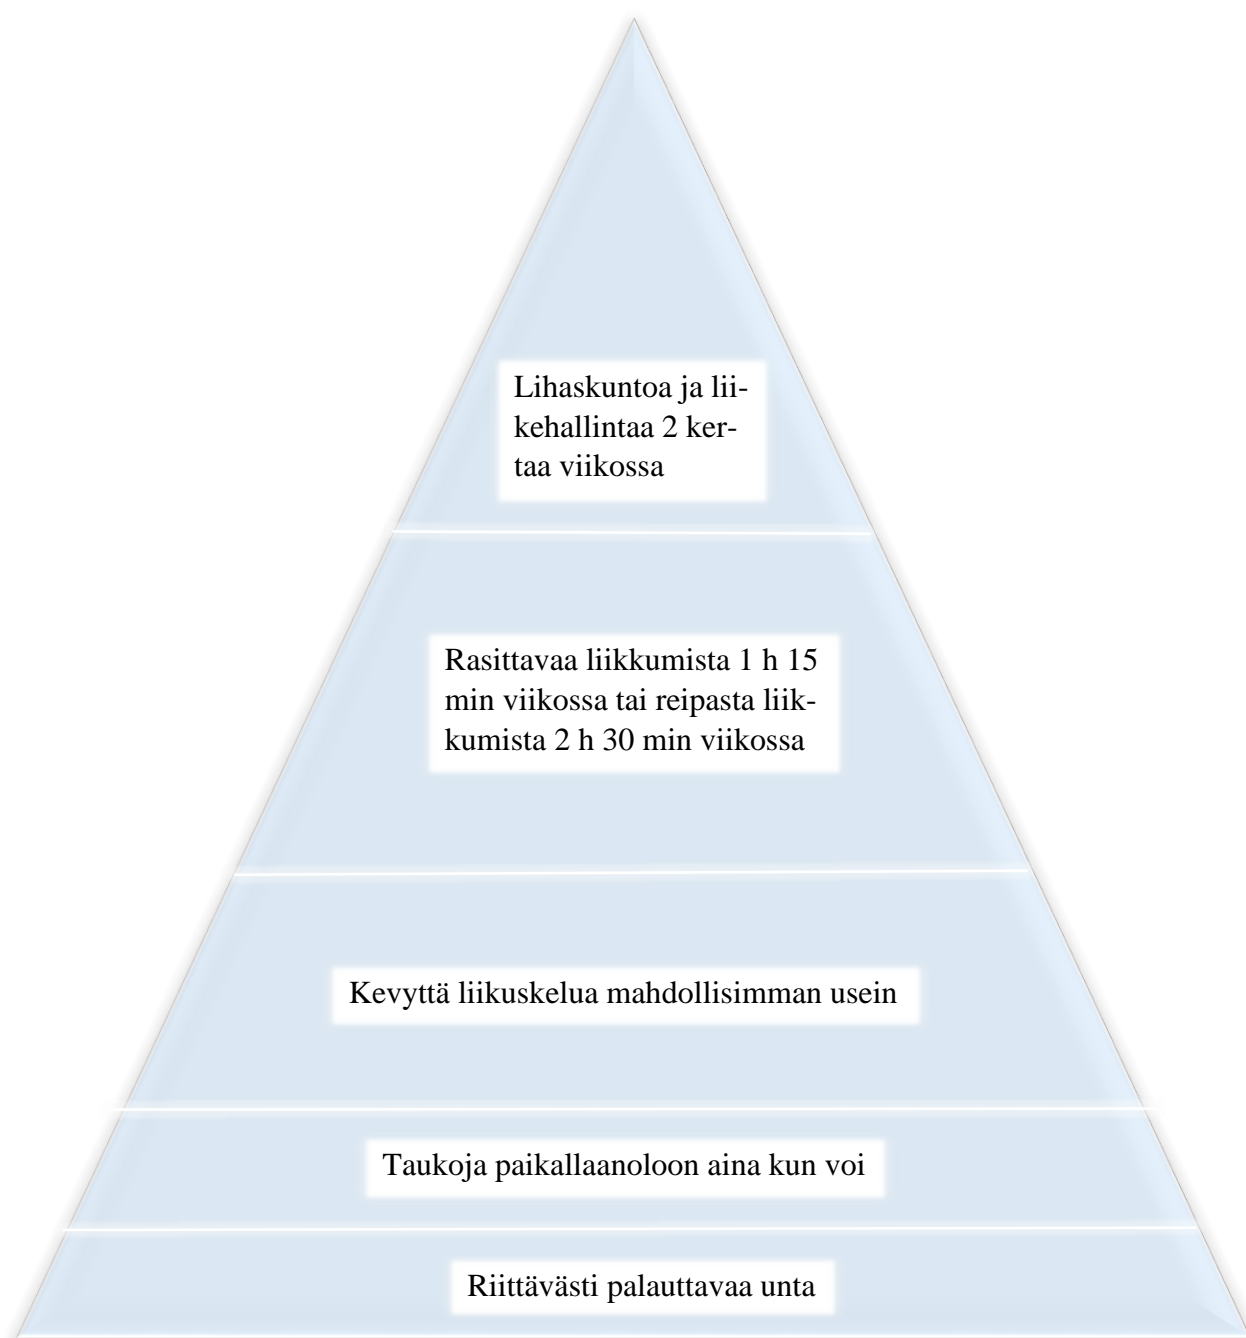 Lihaskuntoa ja lii-
kehallintaa 2 ker-
taa viikossa
Rasittavaa liikkumista 1 h 15
min viikossa tai reipasta liik-
kumista 2 h 30 min viikossa
Kevyttä liikuskelua mahdollisimman usein
Taukoja paikallaanoloon aina kun voi
Riittävästi palauttavaa unta